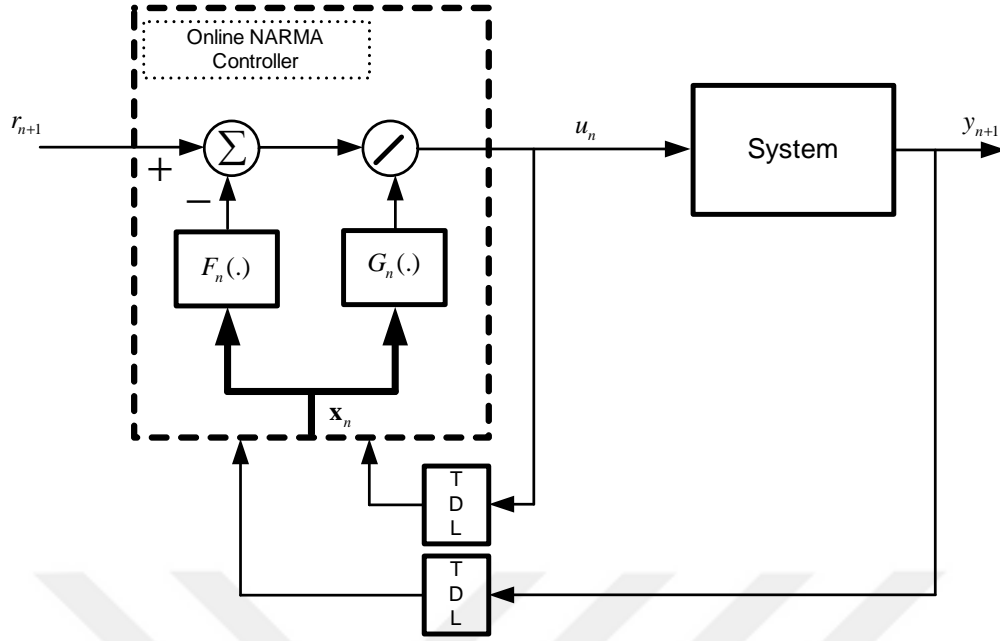 Online NARMA
Controller
r_{n+1}
+
−
Σ
u_n
System
y_{n+1}
F_n(.)
G_n(.)
x_n
T
D
L
T
D
L